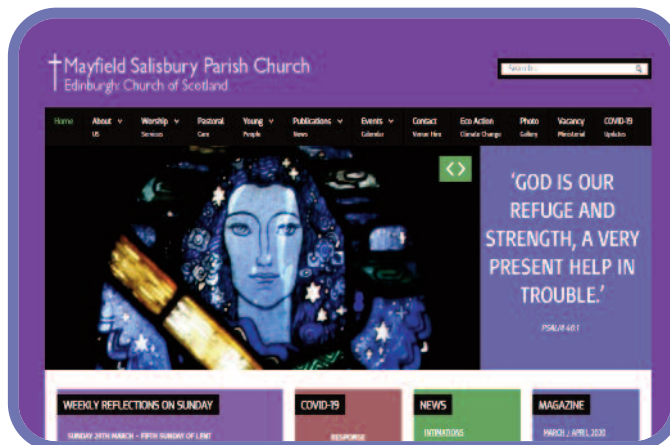 Mayfield Salisbury Parish Church
Edinburgh: Church of Scotland
Search...
Home About Worship Pastoral Young Publications Events Contact Eco Action Photo Vacancy COVID-19
US Services Care People News Calendar Venue Hire Climate Change Gallery Ministerial Updates
‘GOD IS OUR
REFUGE AND
STRENGTH, A VERY
PRESENT HELP IN
TROUBLE.’
PSALM 46:1
WEEKLY REFLECTIONS ON SUNDAY
SUNDAY 29TH MARCH – FIFTH SUNDAY OF LENT
COVID-19
RESPONSE
NEWS
INTIMATIONS
MAGAZINE
MARCH / APRIL 2020